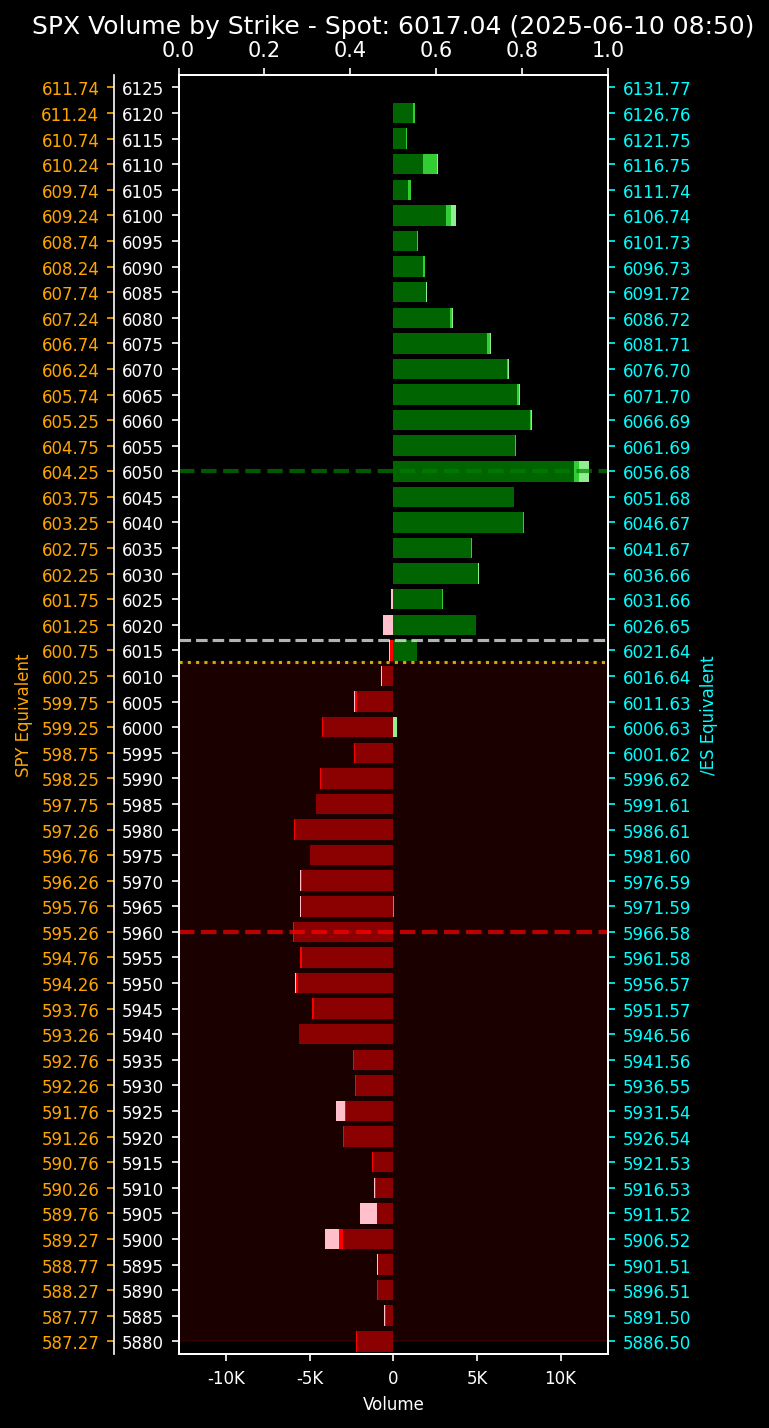 SPX Volume by Strike - Spot: 6017.04 (2025-06-10 08:50)
0.0 0.2 0.4 0.6 0.8 1.0
611.74 6125 6131.77
611.24 6120 6126.76
610.74 6115 6121.75
610.24 6110 6116.75
609.74 6105 6111.74
609.24 6100 6106.74
608.74 6095 6101.73
608.24 6090 6096.73
607.74 6085 6091.72
607.24 6080 6086.72
606.74 6075 6081.71
606.24 6070 6076.70
605.74 6065 6071.70
605.25 6060 6066.69
604.75 6055 6061.69
604.25 6050 6056.68
603.75 6045 6051.68
603.25 6040 6046.67
602.75 6035 6041.67
602.25 6030 6036.66
601.75 6025 6031.66
601.25 6020 6026.65
600.75 6015 6021.64
600.25 6010 6016.64
599.75 6005 6011.63
599.25 6000 6006.63
598.75 5995 6001.62
598.25 5990 5996.62
597.75 5985 5991.61
597.26 5980 5986.61
596.76 5975 5981.60
596.26 5970 5976.59
595.76 5965 5971.59
595.26 5960 5966.58
594.76 5955 5961.58
594.26 5950 5956.57
593.76 5945 5951.57
593.26 5940 5946.56
592.76 5935 5941.56
592.26 5930 5936.55
591.76 5925 5931.54
591.26 5920 5926.54
590.76 5915 5921.53
590.26 5910 5916.53
589.76 5905 5911.52
589.27 5900 5906.52
588.77 5895 5901.51
588.27 5890 5896.51
587.77 5885 5891.50
587.27 5880 5886.50
SPY Equivalent
/ES Equivalent
-10K -5K 0 5K 10K
Volume